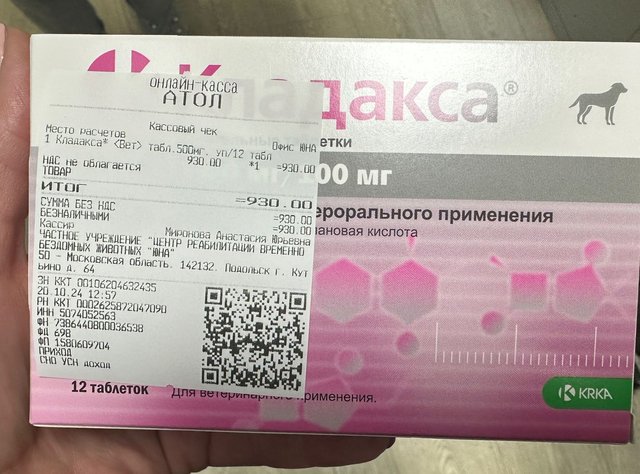 Кладакса®
ОНЛАЙН-КАССА
АТОЛ
Кассовый чек
Место расчетов Офис ЮНА
1 Кладакса* <Вет> табл.500мг. уп/12 табл
930.00 *1 =930.00
НДС не облагается
ТОВАР
ИТОГ =930.00
СУММА БЕЗ НДС =930.00
БЕЗНАЛИЧНЫМИ =930.00
Кассир Миронова Анастасия Юрьевна
ЧАСТНОЕ УЧРЕЖДЕНИЕ "ЦЕНТР РЕАБИЛИТАЦИИ ВРЕМЕННО
БЕЗДОМНЫХ ЖИВОТНЫХ "ЮНА"
50 - Московская область, 142132, Подольск г. Кут
ьино д. 64
ЗН ККТ 00106204632435
20.10.24 12:57
РН ККТ 0002625872047090
ИНН 5074052563
ФН 7386440800036538
ФД 698
ФП 1580609704
ПРИХОД
СНО УСН ДОХОД
етки
00 мг
ерорального применения
лановая кислота
12 таблеток
Для ветеринарного применения.
KRKA